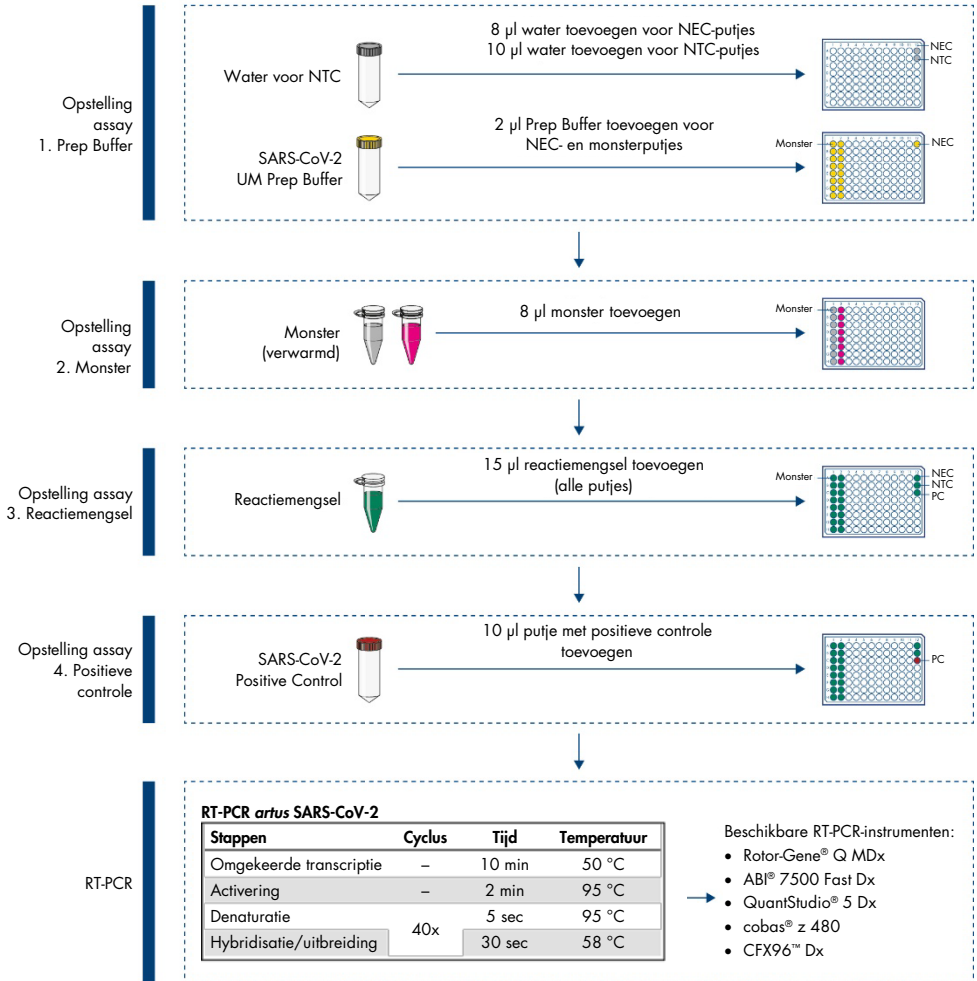 Opstelling
assay
1. Prep Buffer
Water voor NTC
8 µl water toevoegen voor NEC-putjes
10 µl water toevoegen voor NTC-putjes
NEC
NTC
SARS-CoV-2
UM Prep Buffer
2 µl Prep Buffer toevoegen voor
NEC- en monsterputjes
Monster
NEC
Opstelling
assay
2. Monster
Monster
(verwarmd)
8 µl monster toevoegen
Monster
Opstelling assay
3. Reactiemengsel
Reactiemengsel
15 µl reactiemengsel toevoegen
(alle putjes)
Monster
NEC
NTC
PC
Opstelling assay
4. Positieve
controle
SARS-CoV-2
Positive Control
10 µl putje met positieve controle
toevoegen
PC
RT-PCR
RT-PCR artus SARS-CoV-2
Stappen Cyclus Tijd Temperatuur
Omgekeerde transcriptie – 10 min 50 °C
Activering – 2 min 95 °C
Denaturatie 40x 5 sec 95 °C
Hybridisatie/uitbreiding 30 sec 58 °C
Beschikbare RT-PCR-instrumenten:
• Rotor-Gene® Q MDx
• ABI® 7500 Fast Dx
• QuantStudio® 5 Dx
• cobas® z 480
• CFX96™ Dx